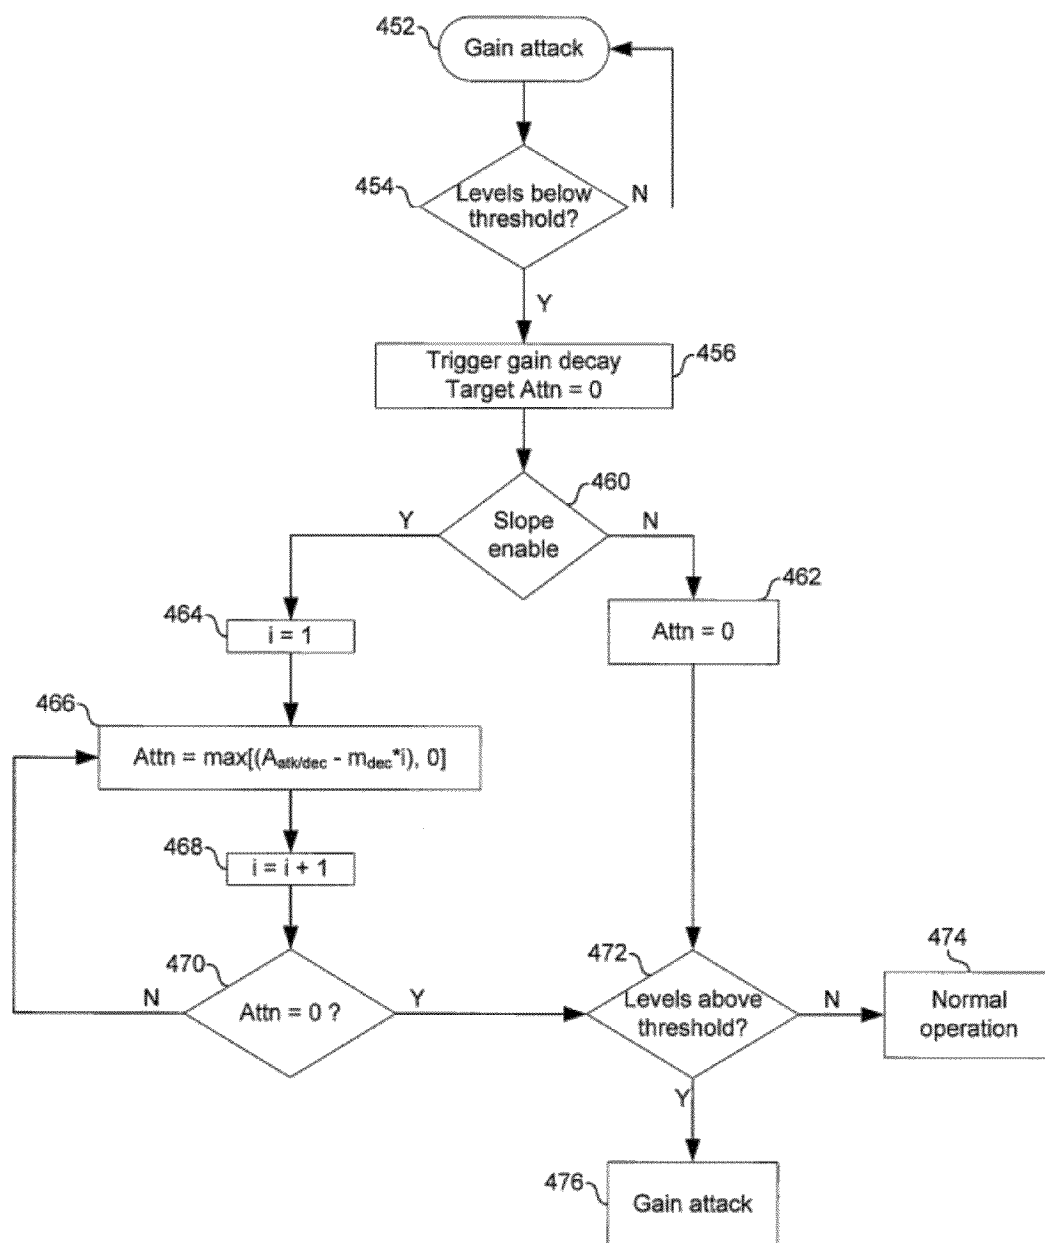 452
Gain attack
454
Levels below
threshold?
N
Y
Trigger gain decay
Target Attn = 0
456
460
Slope
enable
Y
N
462
Attn = 0
464
i = 1
466
Attn = max[(A_atk/dec - m_dec*i), 0]
468
i = i + 1
470
Attn = 0 ?
N
Y
472
Levels above
threshold?
N
474
Normal
operation
Y
476
Gain attack